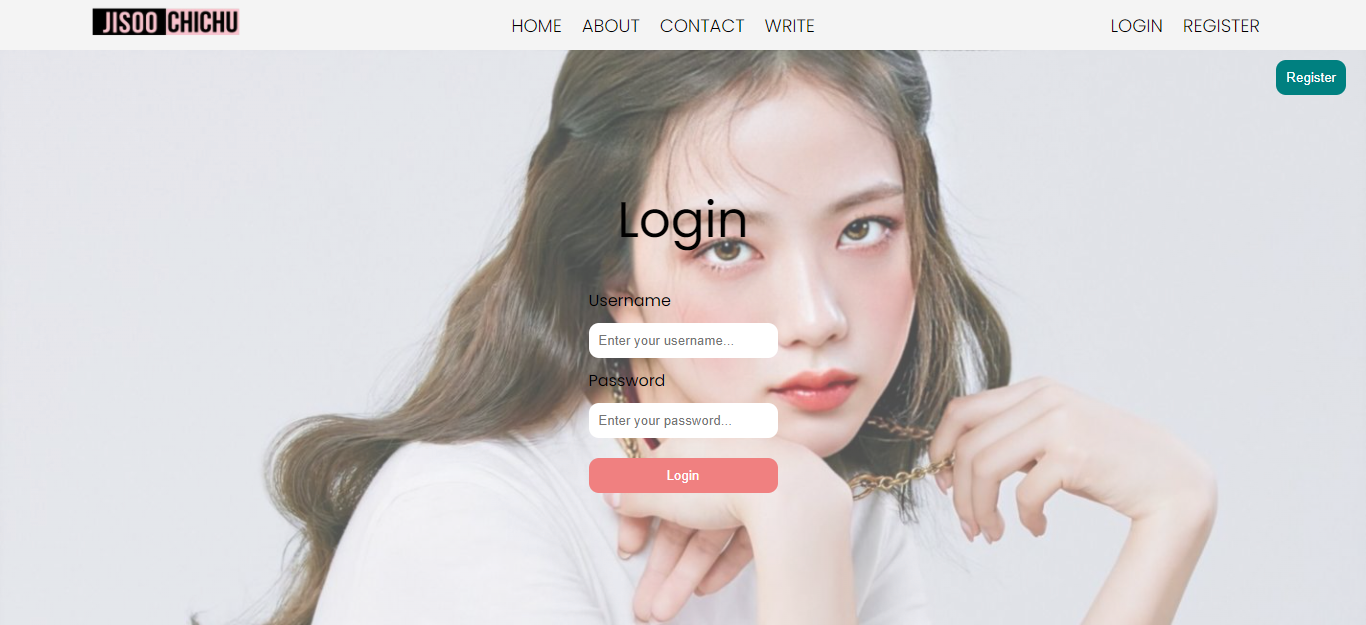 JISOO CHICHU
HOME ABOUT CONTACT WRITE
LOGIN REGISTER
Register
Login
Username
Enter your username...
Password
Enter your password...
Login